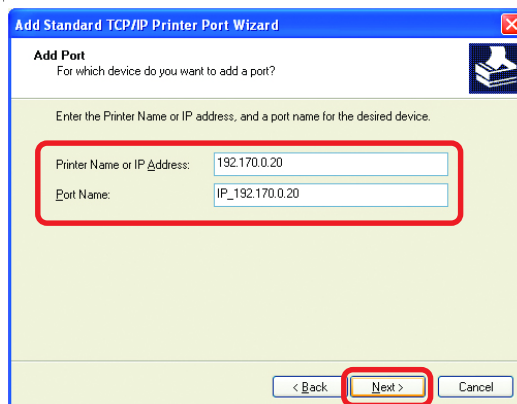 Add Standard TCP/IP Printer Port Wizard
Add Port
For which device do you want to add a port?
Enter the Printer Name or IP address, and a port name for the desired device.
Printer Name or IP Address: 192.170.0.20
Port Name: IP_192.170.0.20
< Back Next > Cancel